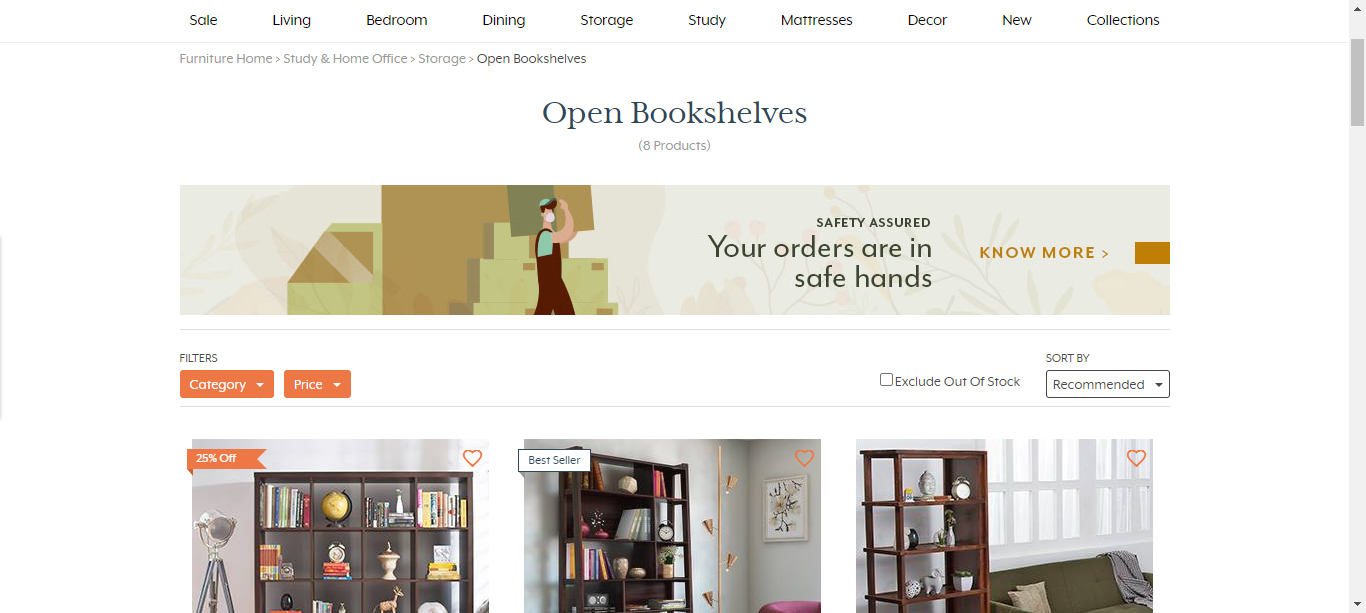 Sale Living Bedroom Dining Storage Study Mattresses Decor New Collections
Furniture Home > Study & Home Office > Storage > Open Bookshelves
Open Bookshelves
(8 Products)
SAFETY ASSURED
Your orders are in
safe hands
KNOW MORE >
FILTERS
Category
Price
Exclude Out Of Stock
SORT BY
Recommended
25% Off
Best Seller